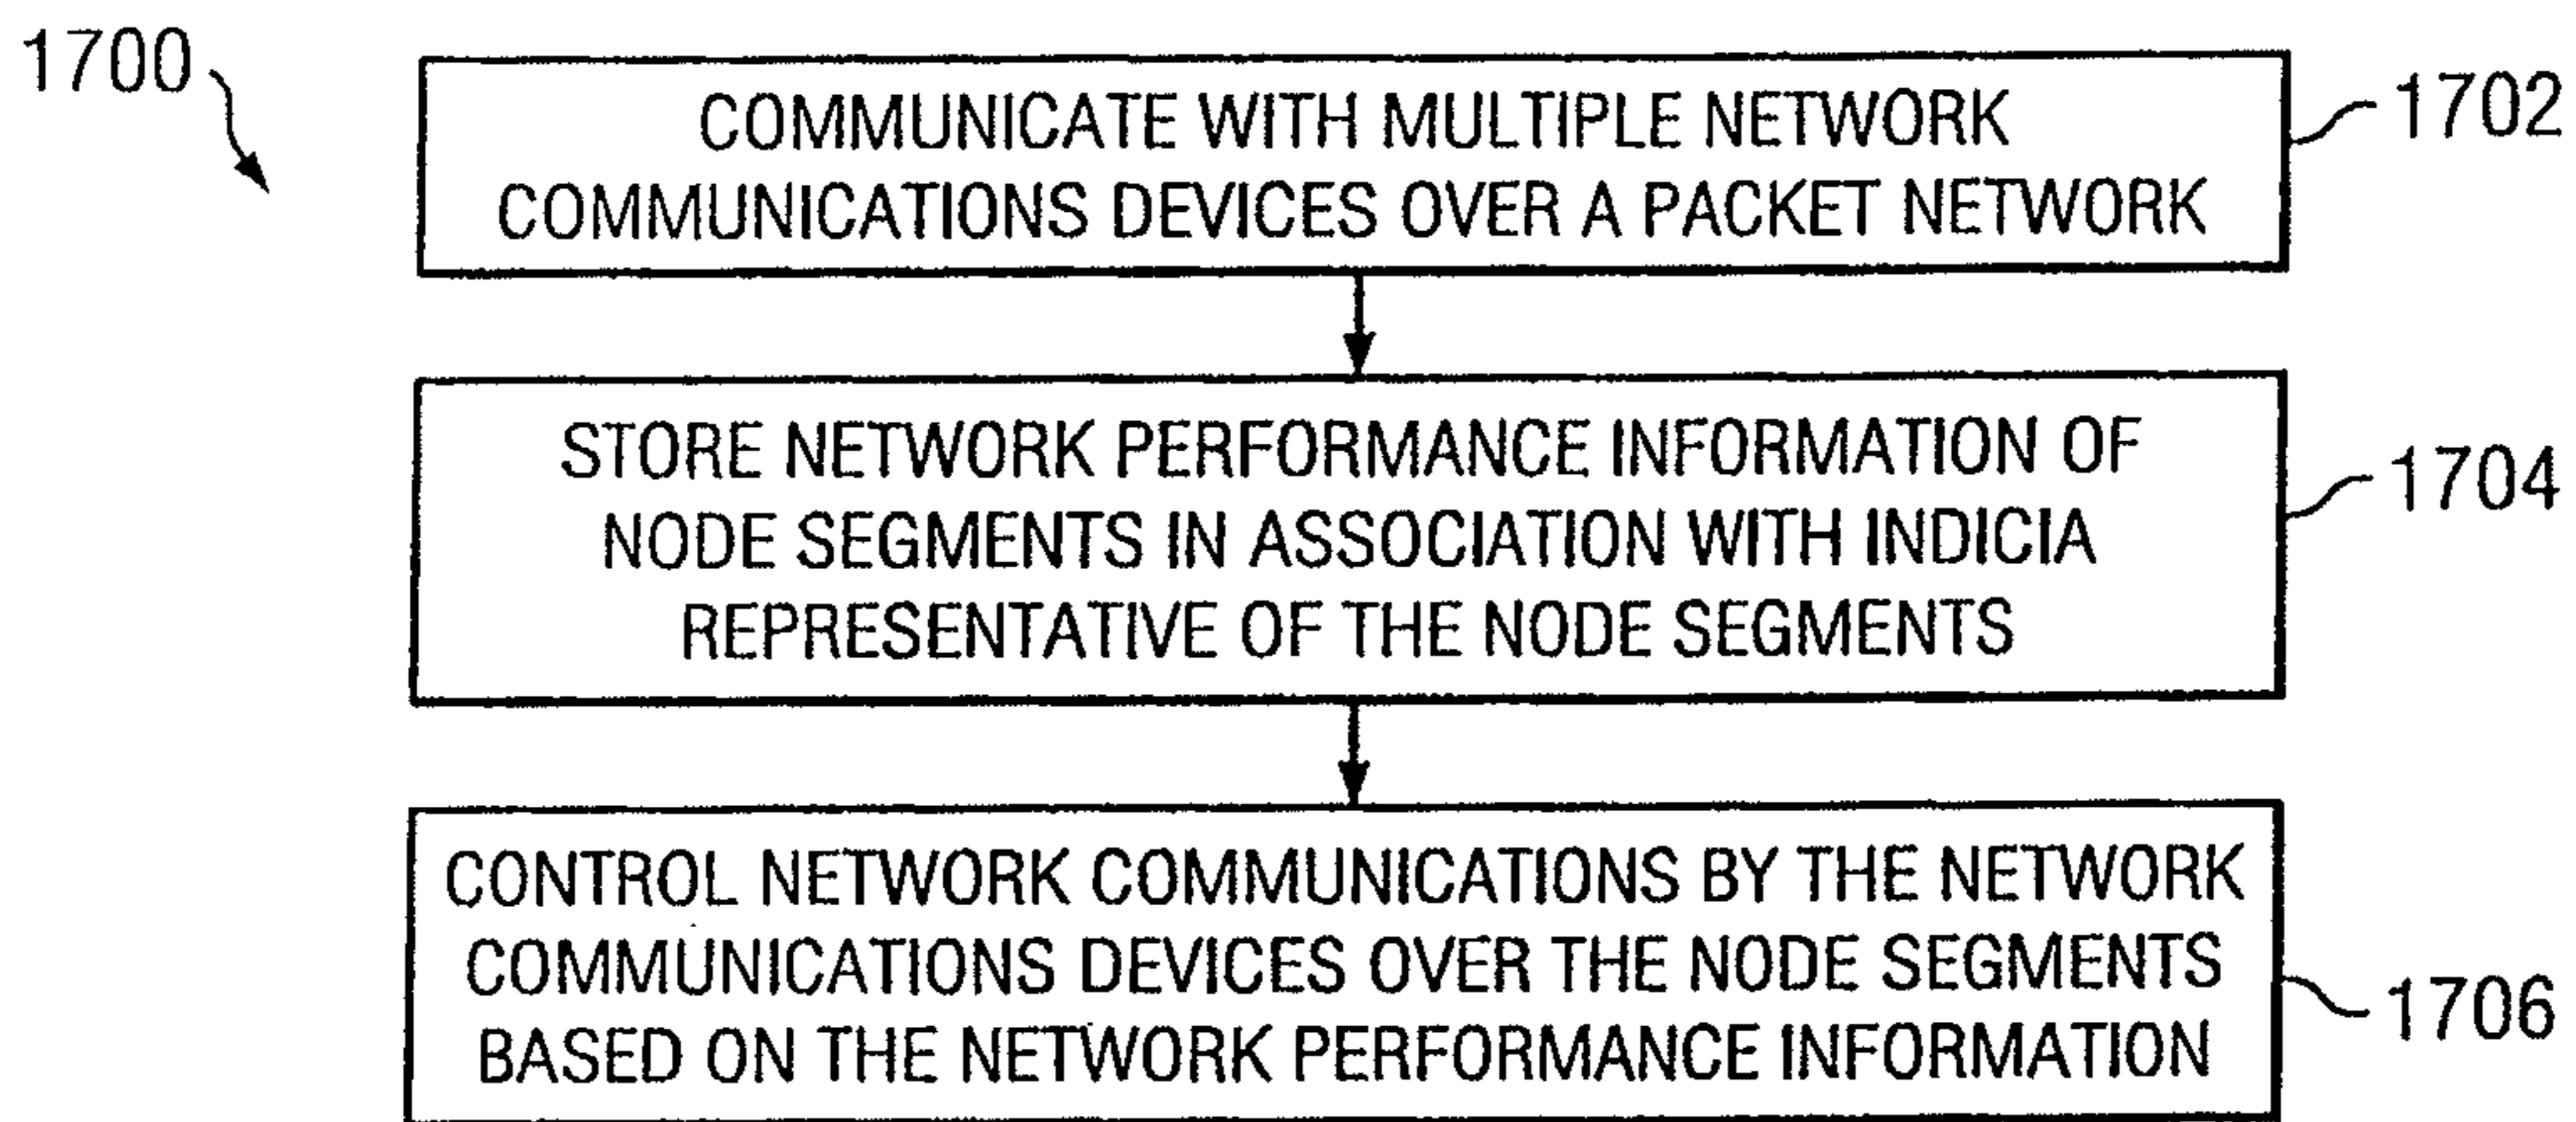 1700
COMMUNICATE WITH MULTIPLE NETWORK
COMMUNICATIONS DEVICES OVER A PACKET NETWORK
1702
STORE NETWORK PERFORMANCE INFORMATION OF
NODE SEGMENTS IN ASSOCIATION WITH INDICIA
REPRESENTATIVE OF THE NODE SEGMENTS
1704
CONTROL NETWORK COMMUNICATIONS BY THE NETWORK
COMMUNICATIONS DEVICES OVER THE NODE SEGMENTS
BASED ON THE NETWORK PERFORMANCE INFORMATION
1706